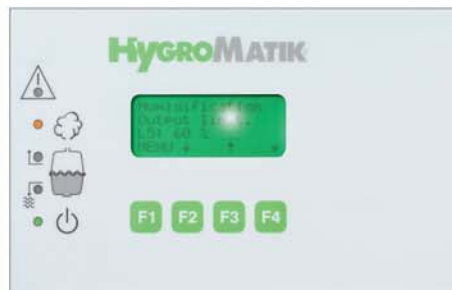 HYGROMATIK
Humidification
Output
LS: 60 %
MENU ↓ ↑
F1 F2 F3 F4